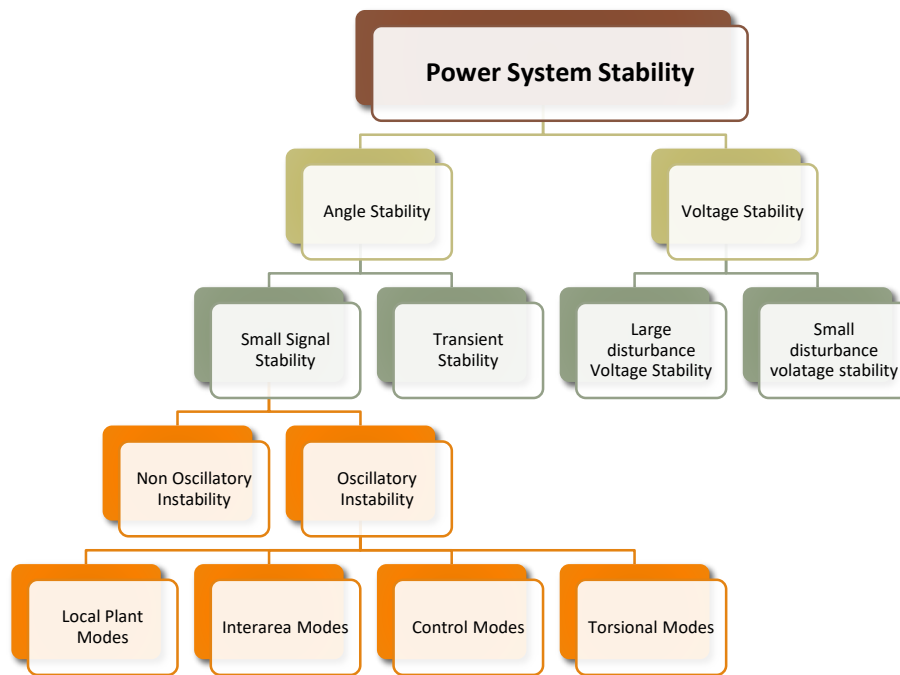 Power System Stability
Angle Stability
Voltage Stability
Small Signal
Stability
Transient
Stability
Large
disturbance
Voltage Stability
Small
disturbance
volatage stability
Non Oscillatory
Instability
Oscillatory
Instability
Local Plant
Modes
Interarea Modes
Control Modes
Torsional Modes